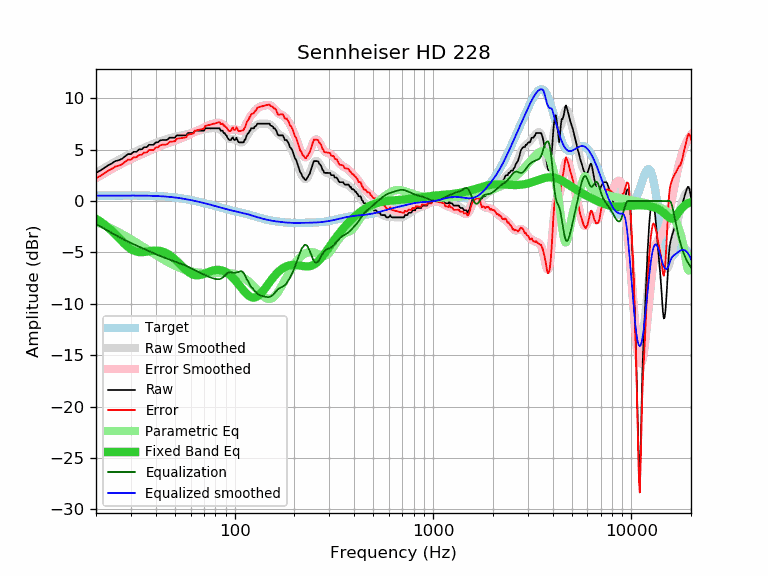 Sennheiser HD 228
10
5
0
−5
−10
−15
−20
−25
−30
Amplitude (dBr)
Target
Raw Smoothed
Error Smoothed
Raw
Error
Parametric Eq
Fixed Band Eq
Equalization
Equalized smoothed
100
1000
10000
Frequency (Hz)